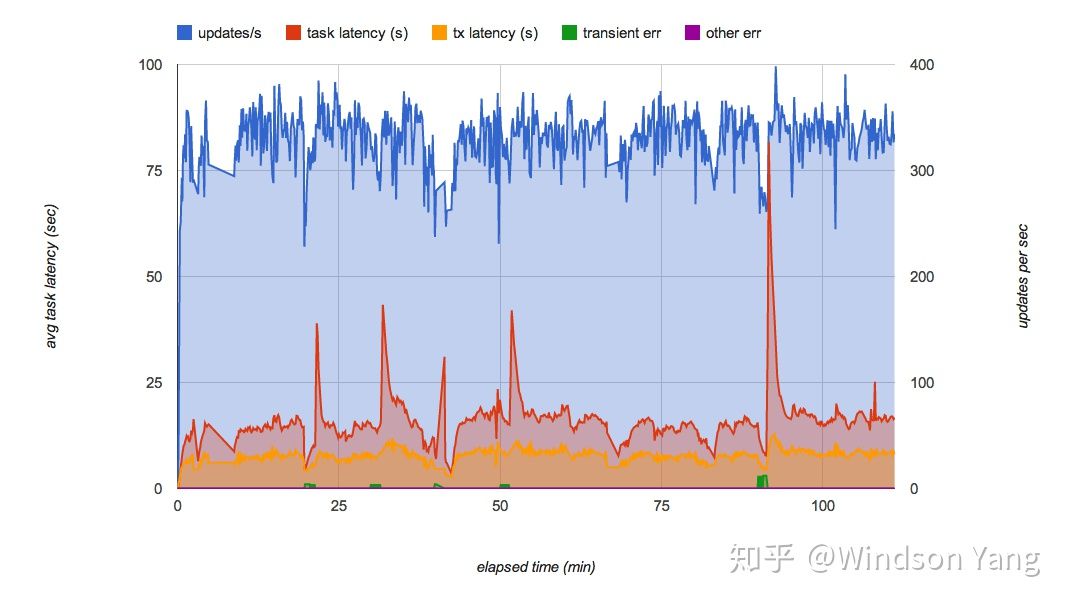 updates/s task latency (s) tx latency (s) transient err other err
100 400
75 300
50 200
25 100
0 0
0 25 50 75 100
avg task latency (sec)
updates per sec
elapsed time (min)
知乎 @Windson Yang